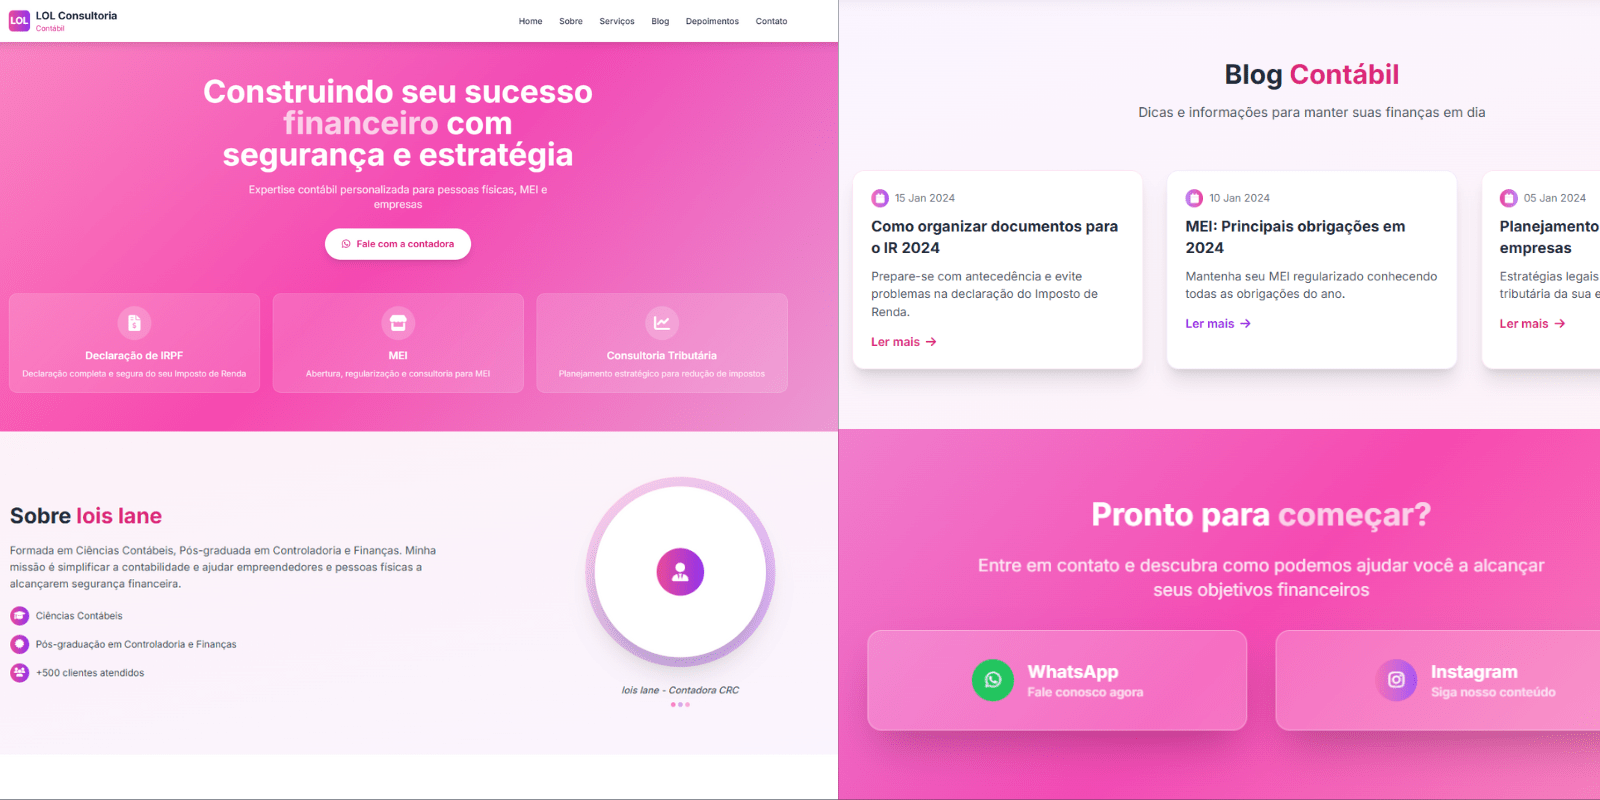 LOL
LOL Consultoria
Contábil
Home Sobre Serviços Blog Depoimentos Contato
Construindo seu sucesso
financeiro com
segurança e estratégia
Expertise contábil personalizada para pessoas físicas, MEI e
empresas
Fale com a contadora
Declaração de IRPF
Declaração completa e segura do seu Imposto de Renda
MEI
Abertura, regularização e consultoria para MEI
Consultoria Tributária
Planejamento estratégico para redução de impostos
Sobre lois lane
Formada em Ciências Contábeis, Pós-graduada em Controladoria e Finanças. Minha
missão é simplificar a contabilidade e ajudar empreendedores e pessoas físicas a
alcançarem segurança financeira.
Ciências Contábeis
Pós-graduação em Controladoria e Finanças
+500 clientes atendidos
lois lane - Contadora CRC
Blog Contábil
Dicas e informações para manter suas finanças em dia
15 Jan 2024
Como organizar documentos para
o IR 2024
Prepare-se com antecedência e evite
problemas na declaração do Imposto de
Renda.
Ler mais
10 Jan 2024
MEI: Principais obrigações em
2024
Mantenha seu MEI regularizado conhecendo
todas as obrigações do ano.
Ler mais
05 Jan 2024
Planejamento
empresas
Estratégias legais
tributária da sua e
Ler mais
Pronto para começar?
Entre em contato e descubra como podemos ajudar você a alcançar
seus objetivos financeiros
WhatsApp
Fale conosco agora
Instagram
Siga nosso conteúdo